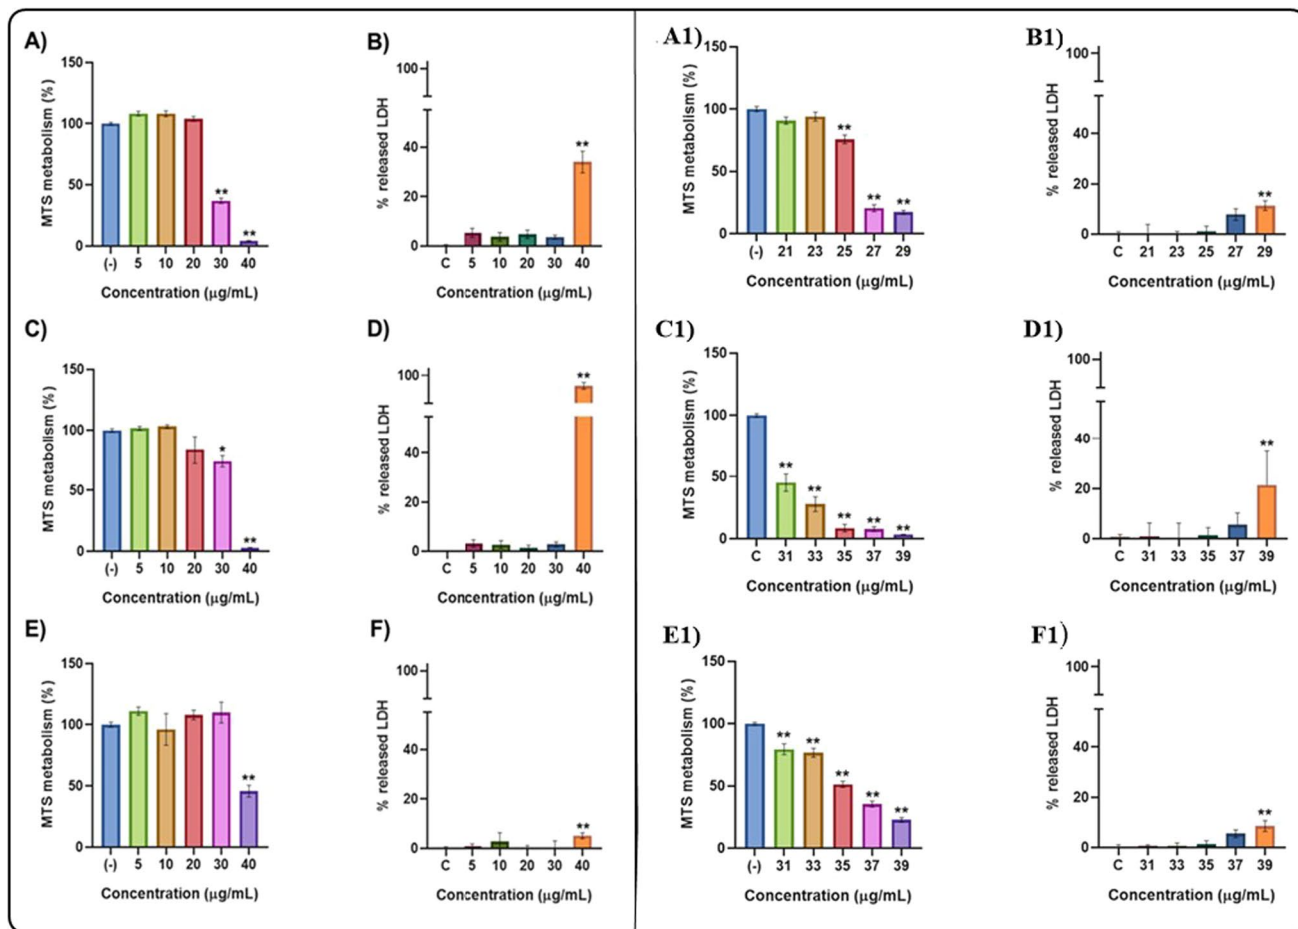 A)
MTS metabolism (%)
150
100
50
0
**
**
(-) 5 10 20 30 40
Concentration (μg/mL)
B)
% released LDH
100
40
20
0
**
C 5 10 20 30 40
Concentration (μg/mL)
A1)
MTS metabolism (%)
150
100
50
0
**
**
**
(-) 21 23 25 27 29
Concentration (μg/mL)
B1)
% released LDH
100
40
20
0
**
C 21 23 25 27 29
Concentration (μg/mL)
C)
MTS metabolism (%)
150
100
50
0
*
**
(-) 5 10 20 30 40
Concentration (μg/mL)
D)
% released LDH
100
40
20
0
**
C 5 10 20 30 40
Concentration (μg/mL)
C1)
MTS metabolism (%)
150
100
50
0
**
**
**
**
**
C 31 33 35 37 39
Concentration (μg/mL)
D1)
% released LDH
100
40
20
0
**
C 31 33 35 37 39
Concentration (μg/mL)
E)
MTS metabolism (%)
150
100
50
0
**
(-) 5 10 20 30 40
Concentration (μg/mL)
F)
% released LDH
100
40
20
0
**
C 5 10 20 30 40
Concentration (μg/mL)
E1)
MTS metabolism (%)
150
100
50
0
**
**
**
**
**
(-) 31 33 35 37 39
Concentration (μg/mL)
F1)
% released LDH
100
40
20
0
**
C 31 33 35 37 39
Concentration (μg/mL)